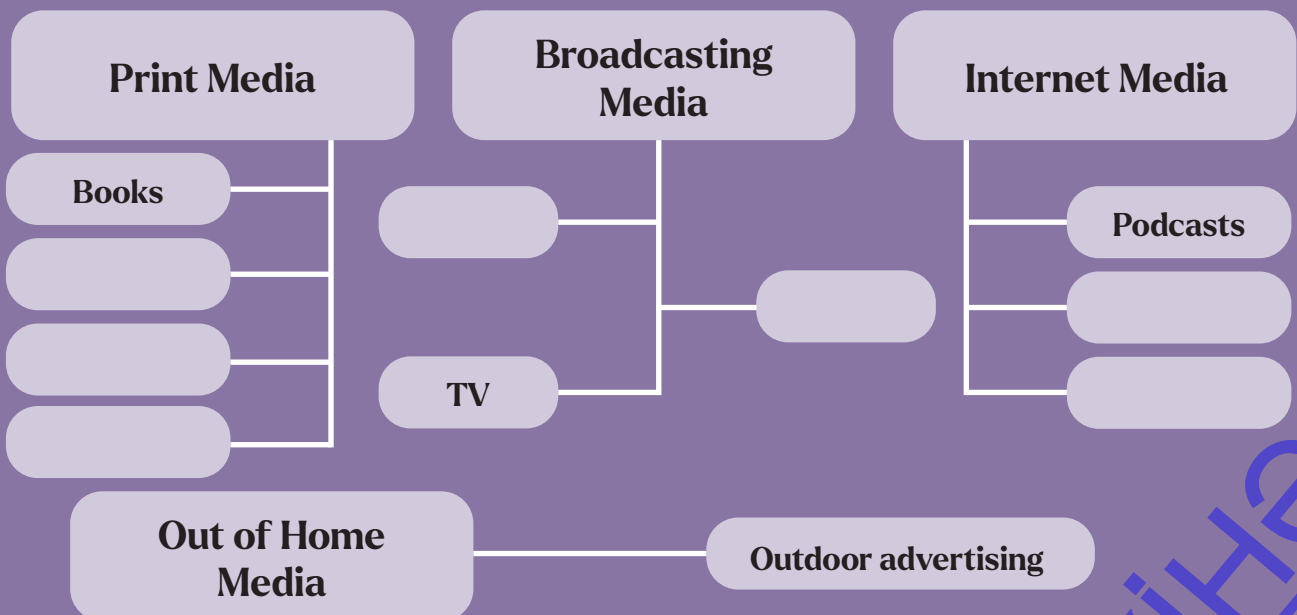 Print Media
Broadcasting
Media
Internet Media
Books
Podcasts
TV
Out of Home
Media
Outdoor advertising